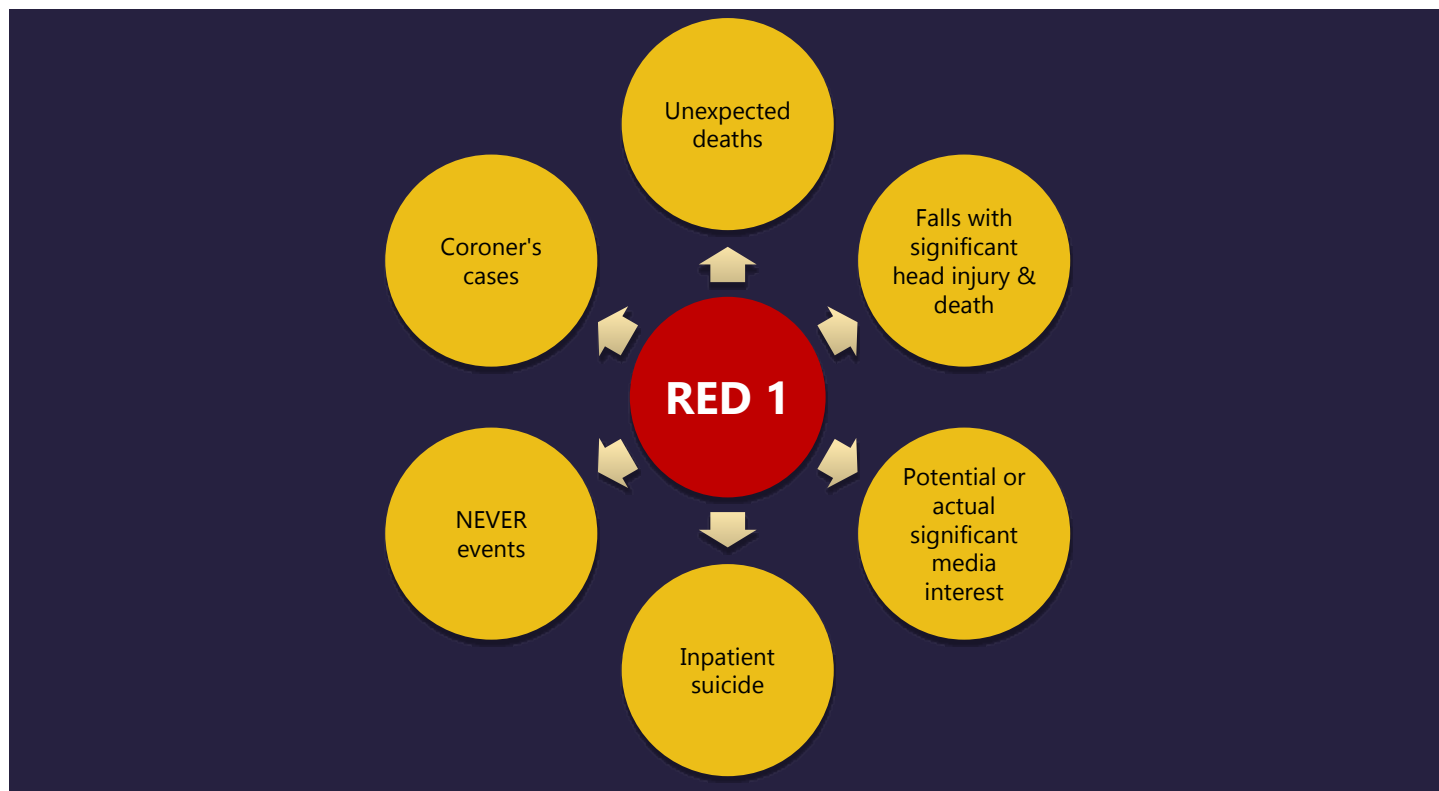 Unexpected
deaths
Falls with
significant
head injury &
death
Potential or
actual
significant
media
interest
Inpatient
suicide
NEVER
events
Coroner's
cases
RED 1